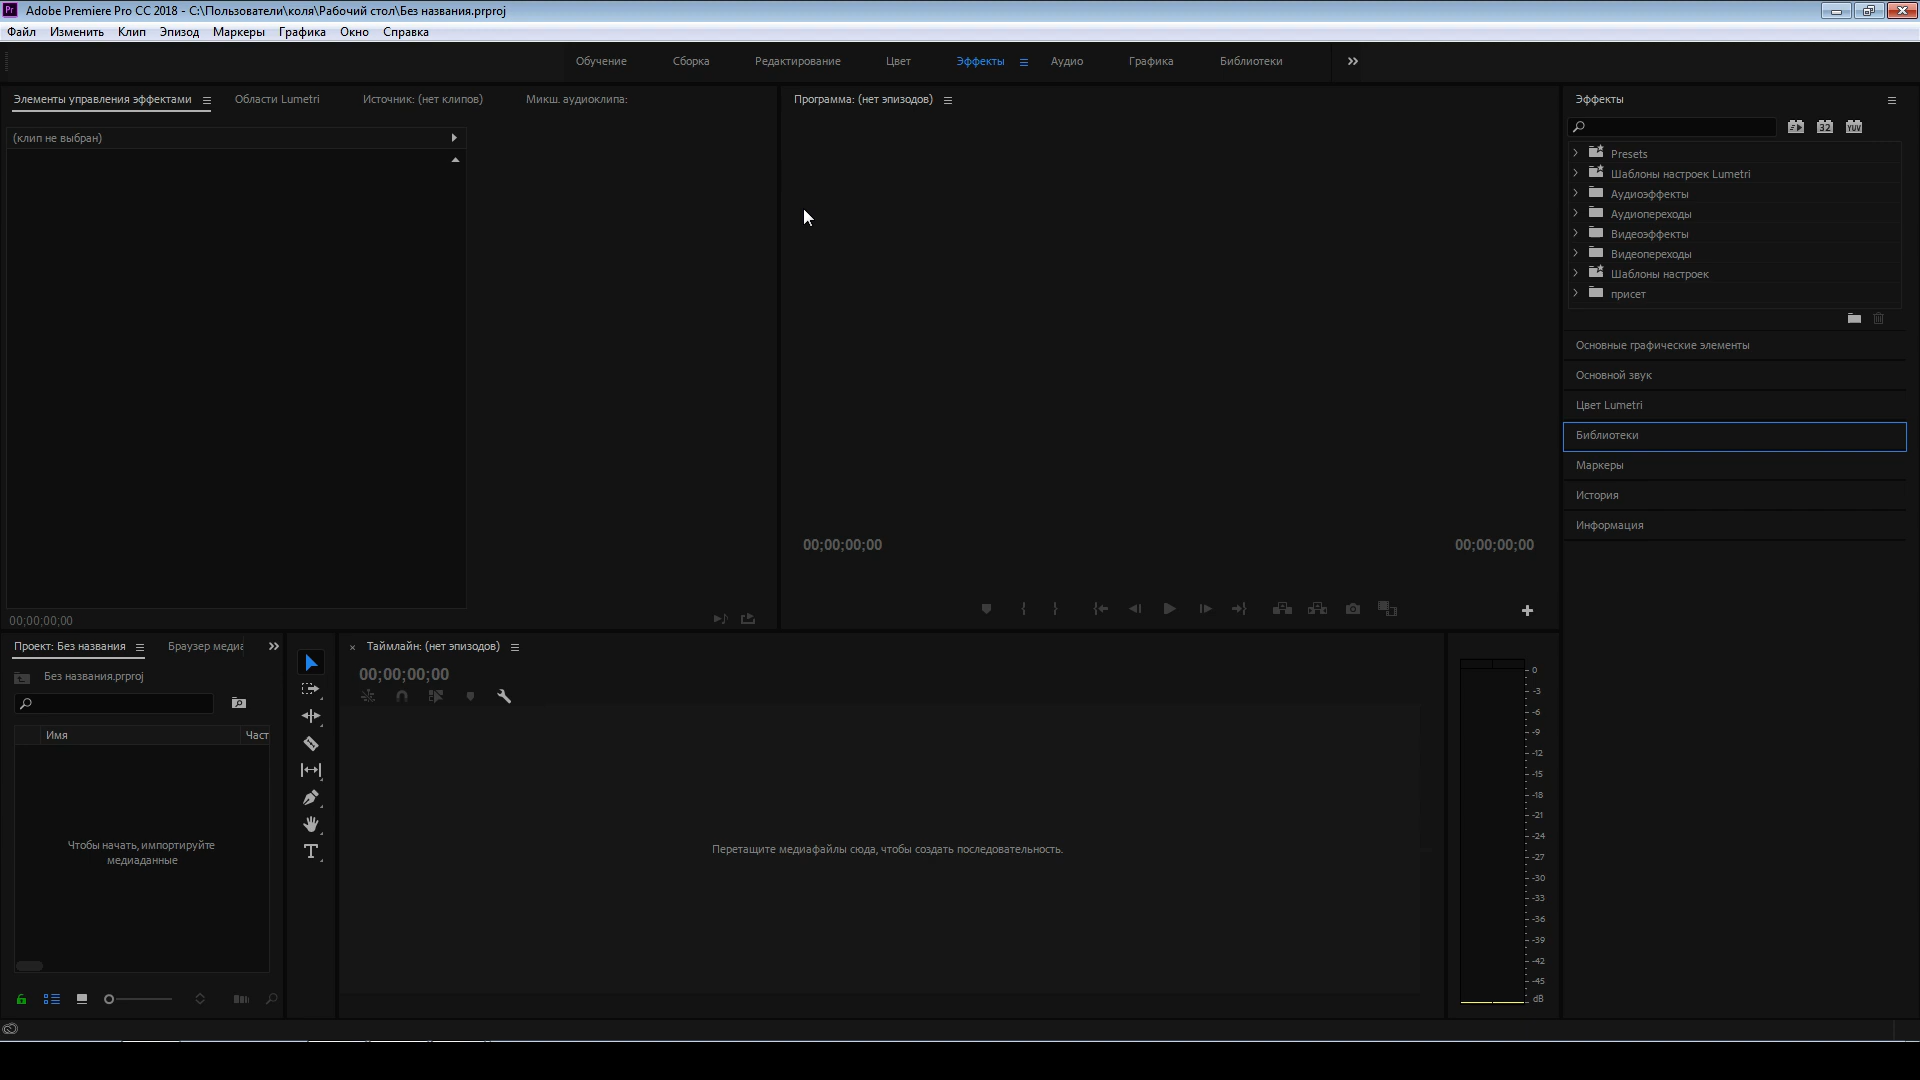 Adobe Premiere Pro CC 2018 - C:\Пользователи\коля\Рабочий стол\Без названия.prproj
Файл Изменить Клип Эпизод Маркеры Графика Окно Справка
Обучение Сборка Редактирование Цвет Эффекты Аудио Графика Библиотеки
Элементы управления эффектами Области Lumetri Источник: (нет клипов) Микш. аудиоклипа:
(клип не выбран)
00;00;00;00
Программа: (нет эпизодов)
00;00;00;00 00;00;00;00
Эффекты
32 YUV
Presets
Шаблоны настроек Lumetri
Аудиоэффекты
Аудиопереходы
Видеоэффекты
Видеопереходы
Шаблоны настроек
присет
Основные графические элементы
Основной звук
Цвет Lumetri
Библиотеки
Маркеры
История
Информация
Проект: Без названия Браузер медиа
Без названия.prproj
Имя Част
Чтобы начать, импортируйте
медиаданные
Таймлайн: (нет эпизодов)
00;00;00;00
Перетащите медиафайлы сюда, чтобы создать последовательность.
0
-3
-6
-9
-12
-15
-18
-21
-24
-27
-30
-33
-36
-39
-42
-45
dB